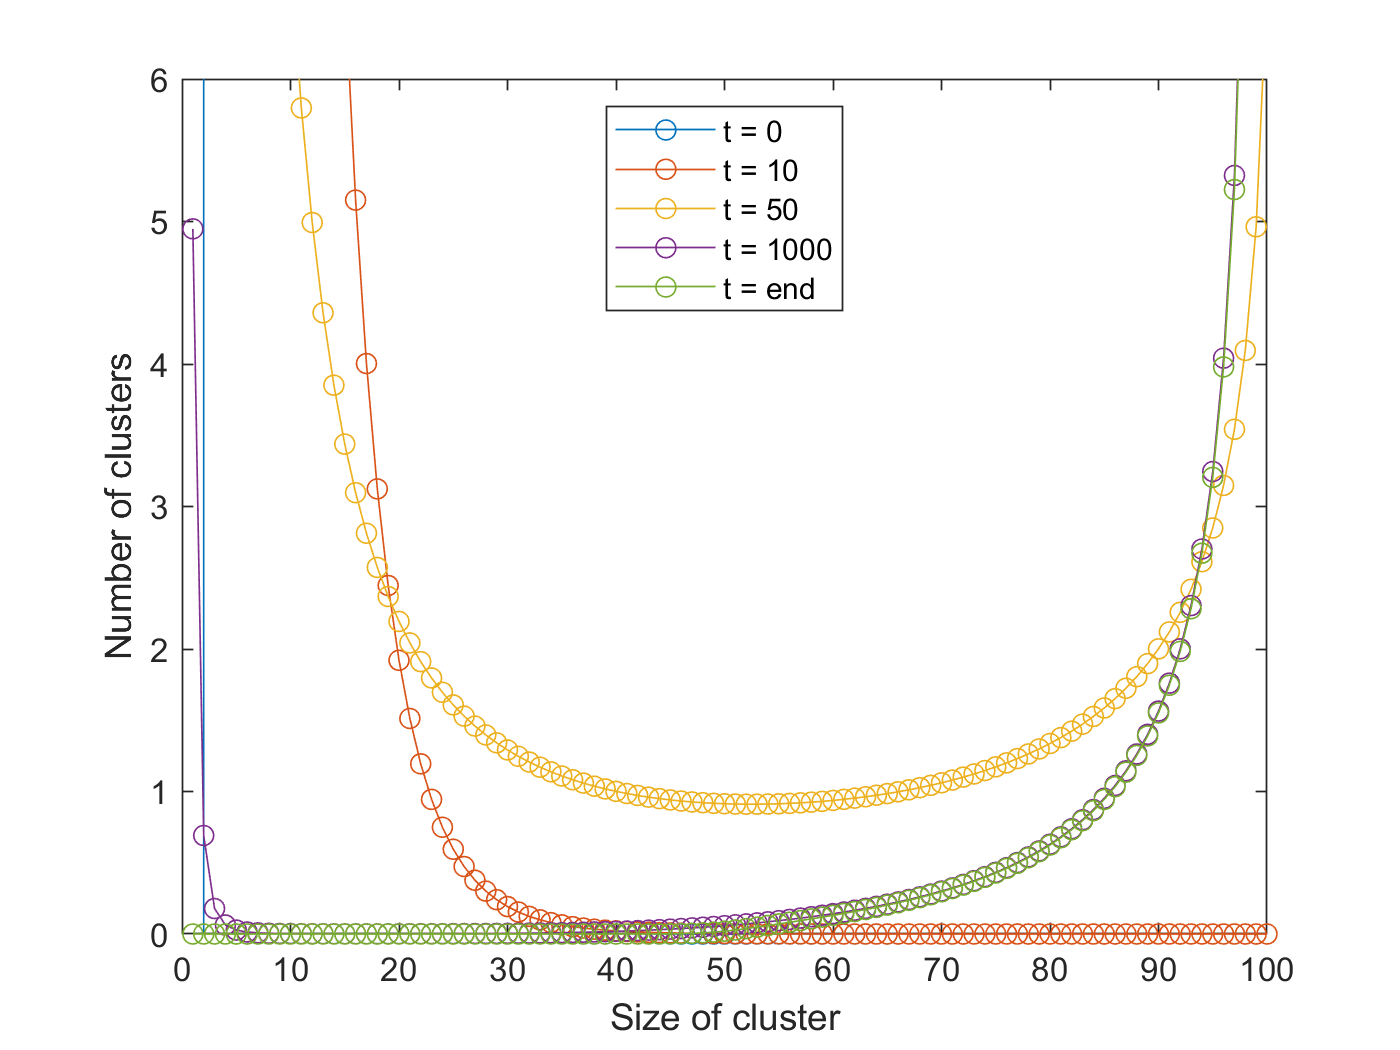 6
5
4
3
2
1
0
0 10 20 30 40 50 60 70 80 90 100
Number of clusters
Size of cluster
t = 0
t = 10
t = 50
t = 1000
t = end